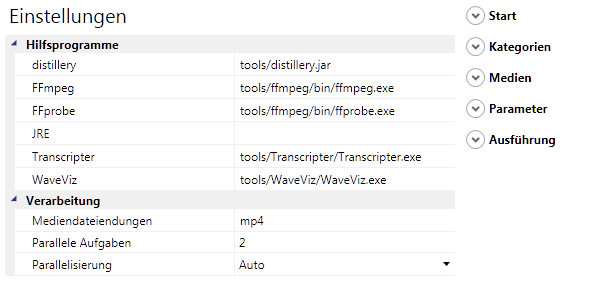 Einstellungen
Hilfsprogramme
distillery tools/distillery.jar
FFmpeg tools/ffmpeg/bin/ffmpeg.exe
FFprobe tools/ffmpeg/bin/ffprobe.exe
JRE
Transcripter tools/Transcripter/Transcripter.exe
WaveViz tools/WaveViz/WaveViz.exe
Verarbeitung
Mediendateiendungen mp4
Parallele Aufgaben 2
Parallelisierung Auto
Start
Kategorien
Medien
Parameter
Ausführung